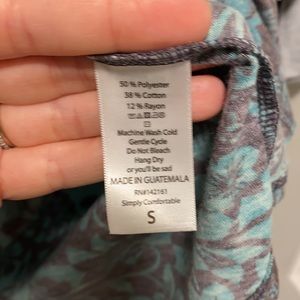 50 % Polyester
38 % Cotton
12 % Rayon
Machine Wash Cold
Gentle Cycle
Do Not Bleach
Hang Dry
or you'll be sad
MADE IN GUATEMALA
RN#142161
Simply Comfortable
S